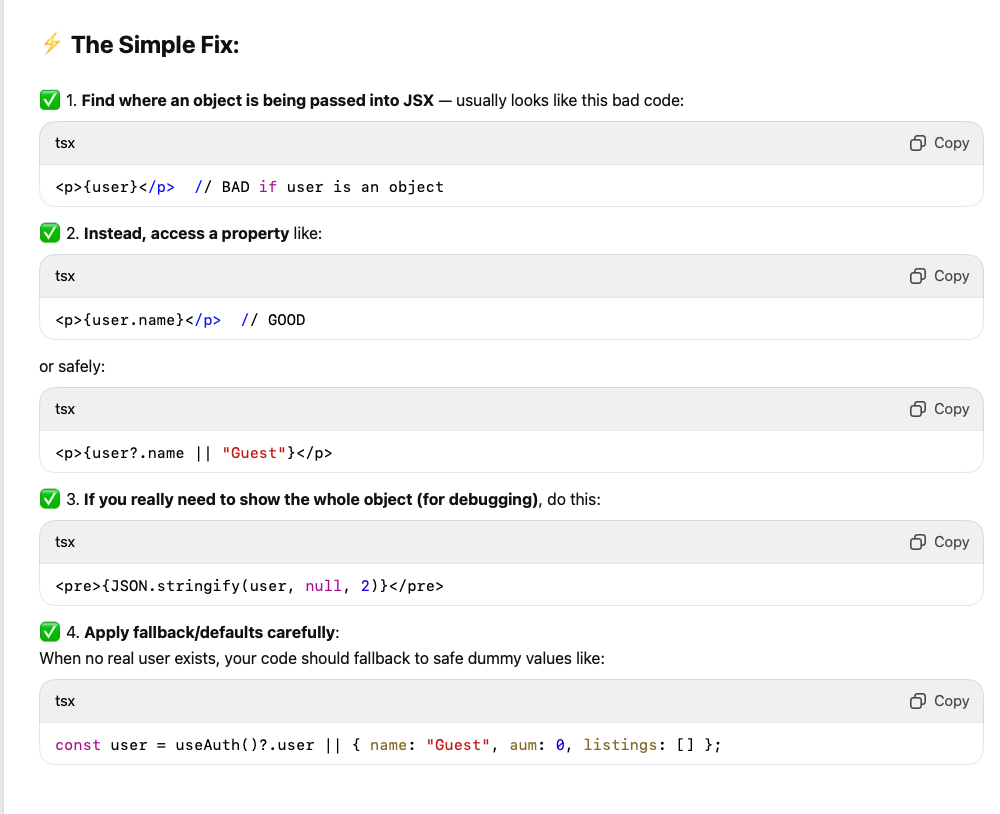 ⚡ The Simple Fix:
✅ 1. Find where an object is being passed into JSX — usually looks like this bad code:
tsx
Copy
<p>{user}</p>  // BAD if user is an object
✅ 2. Instead, access a property like:
tsx
Copy
<p>{user.name}</p>  // GOOD
or safely:
tsx
Copy
<p>{user?.name || "Guest"}</p>
✅ 3. If you really need to show the whole object (for debugging), do this:
tsx
Copy
<pre>{JSON.stringify(user, null, 2)}</pre>
✅ 4. Apply fallback/defaults carefully:
When no real user exists, your code should fallback to safe dummy values like:
tsx
Copy
const user = useAuth()?.user || { name: "Guest", aum: 0, listings: [] };